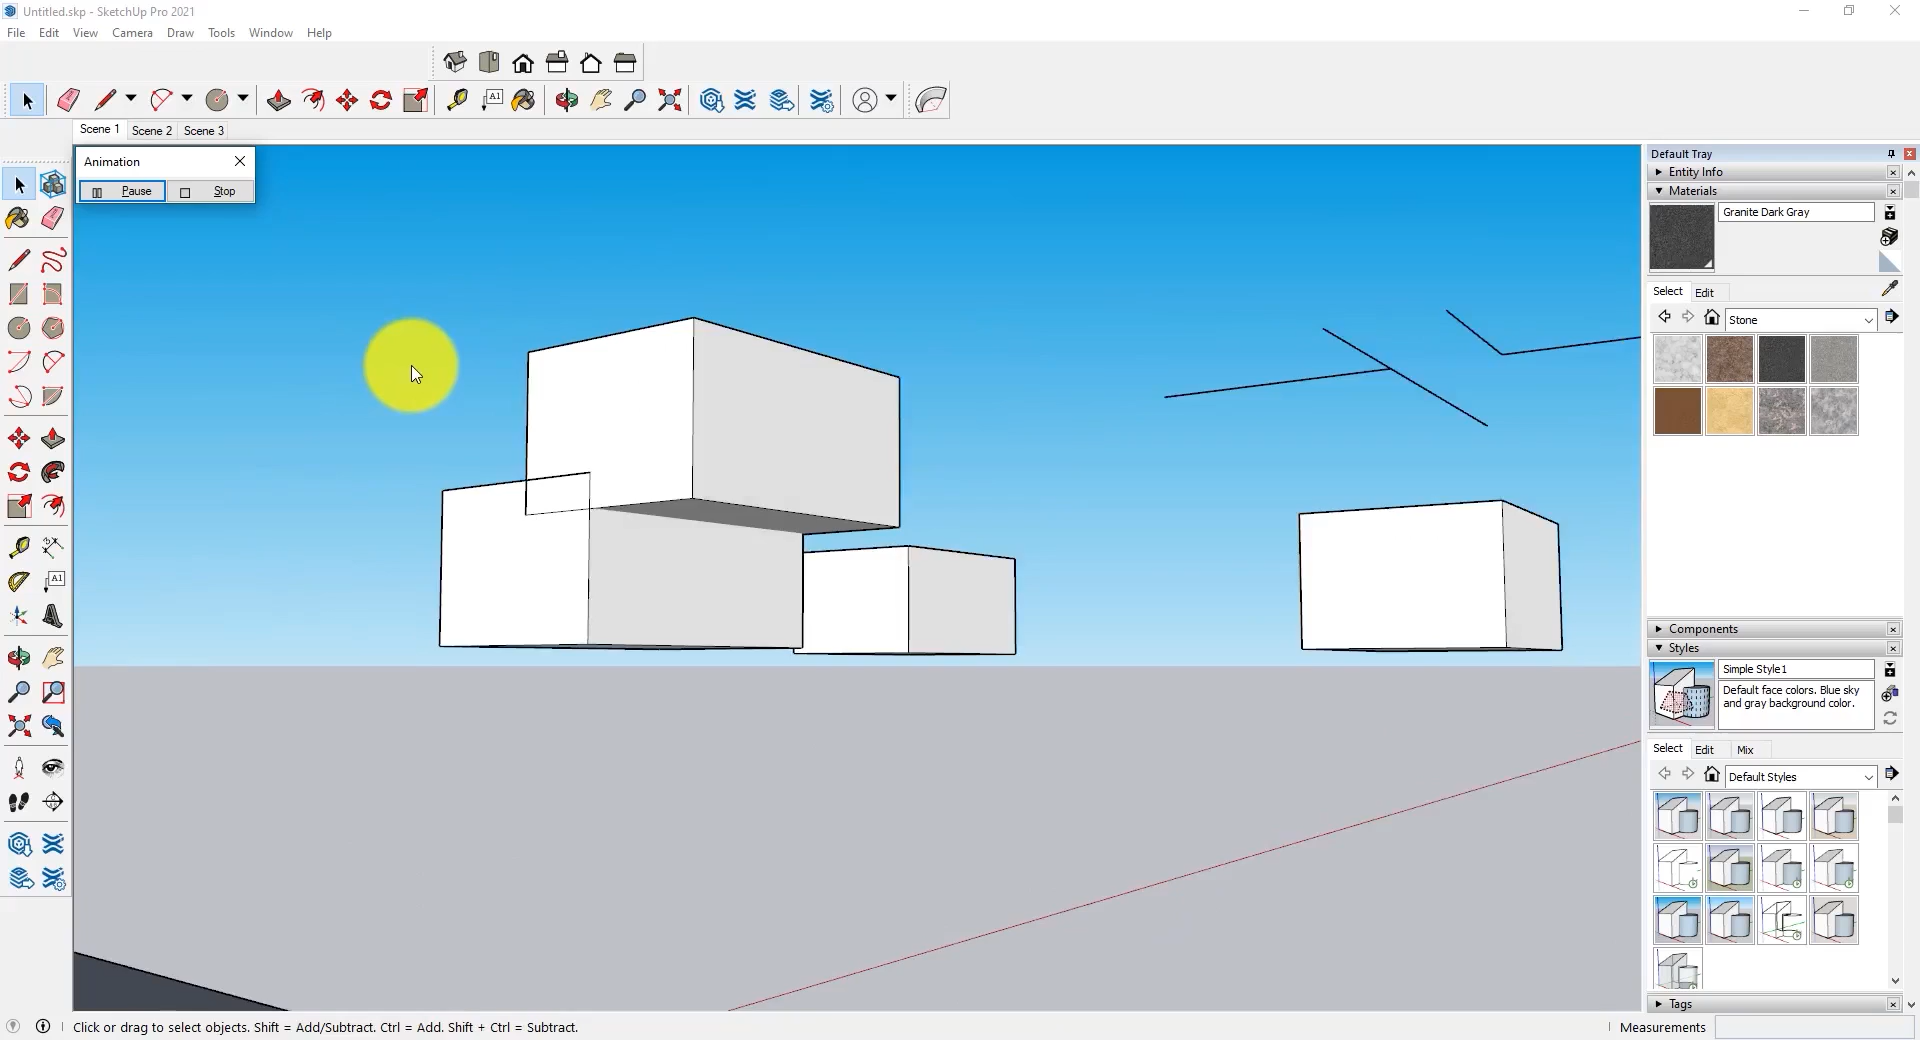 Untitled.skp - SketchUp Pro 2021
File Edit View Camera Draw Tools Window Help
A1
Scene 1 Scene 2 Scene 3
Animation
Pause Stop
A1
Default Tray
Entity Info
Materials
Granite Dark Gray
Select Edit
Stone
Components
Styles
Simple Style1
Default face colors. Blue sky
and gray background color.
Select Edit Mix
Default Styles
Tags
Click or drag to select objects. Shift = Add/Subtract. Ctrl = Add. Shift + Ctrl = Subtract.
Measurements